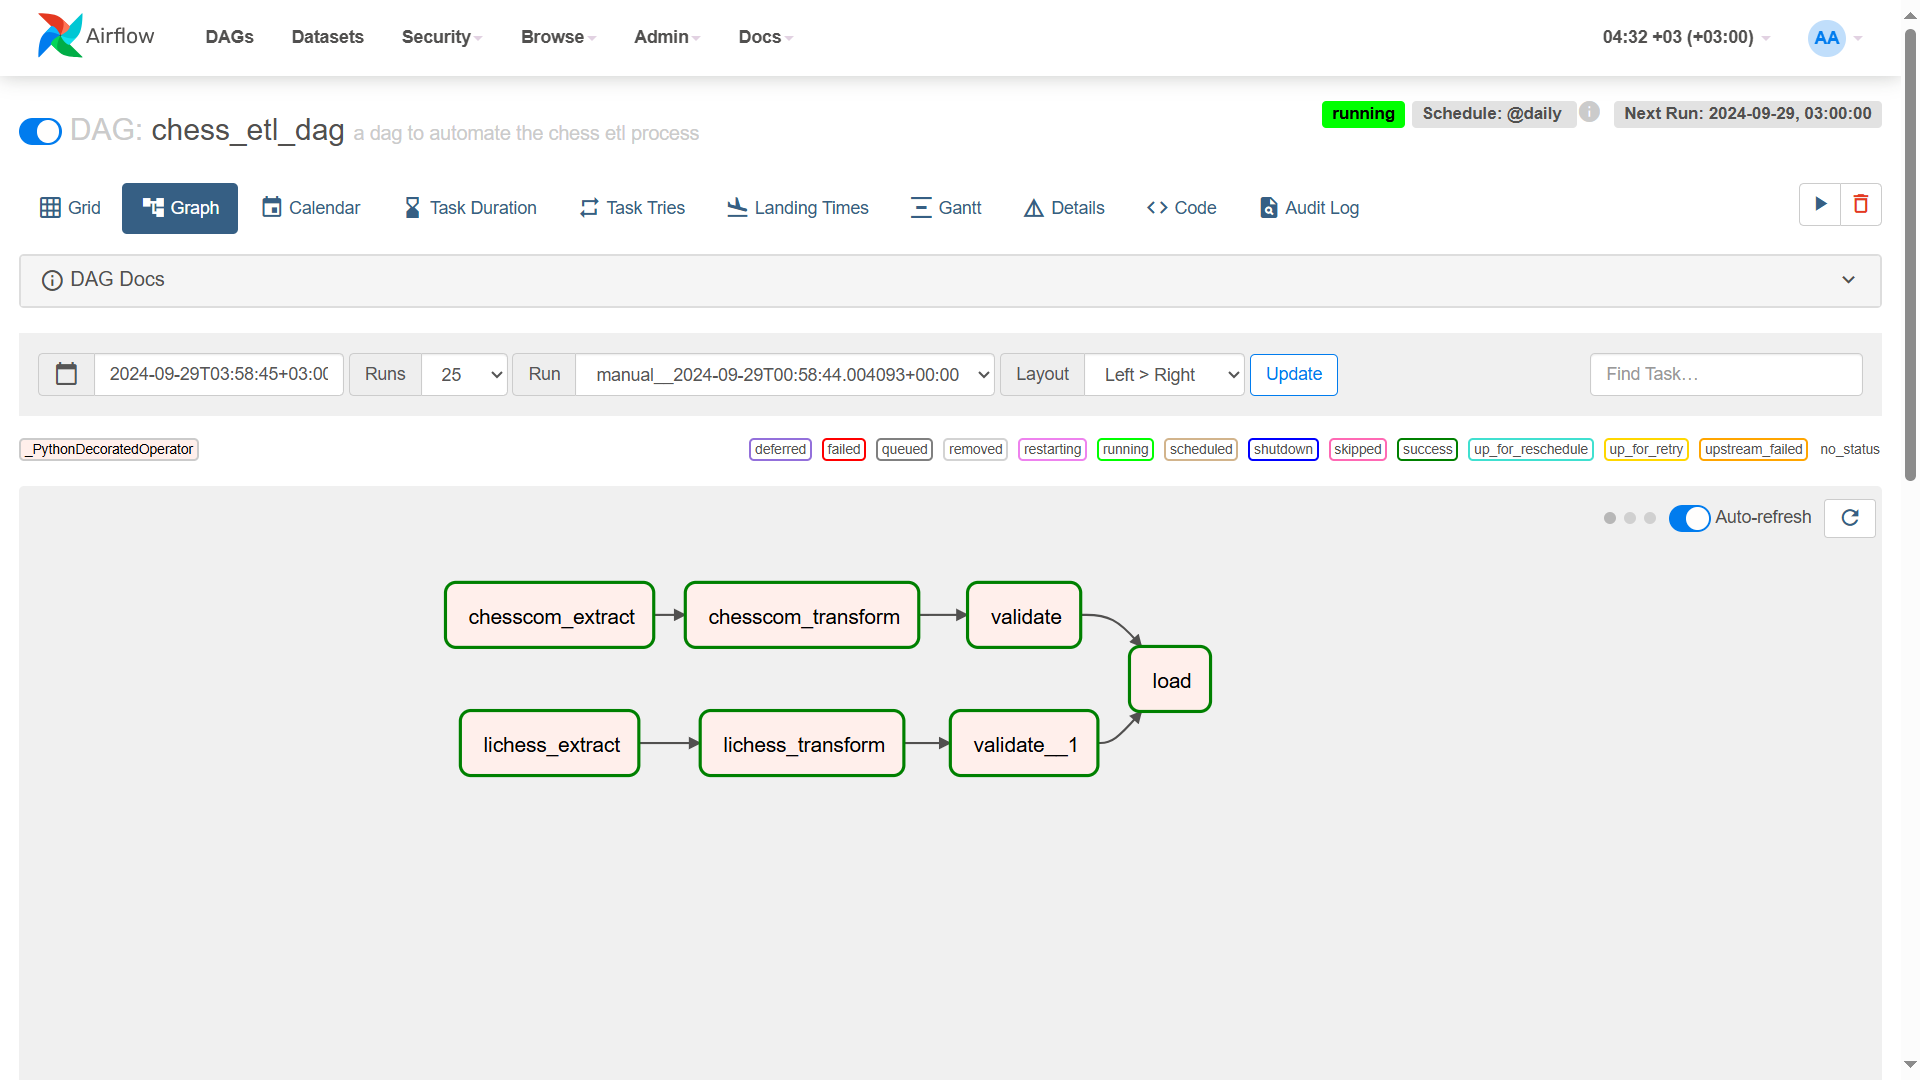 Airflow DAGs Datasets Security Browse Admin Docs 04:32 +03 (+03:00) AA
running Schedule: @daily Next Run: 2024-09-29, 03:00:00
DAG: chess_etl_dag a dag to automate the chess etl process
Grid Graph Calendar Task Duration Task Tries Landing Times Gantt Details Code Audit Log
DAG Docs
2024-09-29T03:58:45+03:00 Runs 25 Run manual__2024-09-29T00:58:44.004093+00:00 Layout Left > Right Update Find Task...
_PythonDecoratedOperator deferred failed queued removed restarting running scheduled shutdown skipped success up_for_reschedule up_for_retry upstream_failed no_status
Auto-refresh
chesscom_extract chesscom_transform validate
load
lichess_extract lichess_transform validate__1